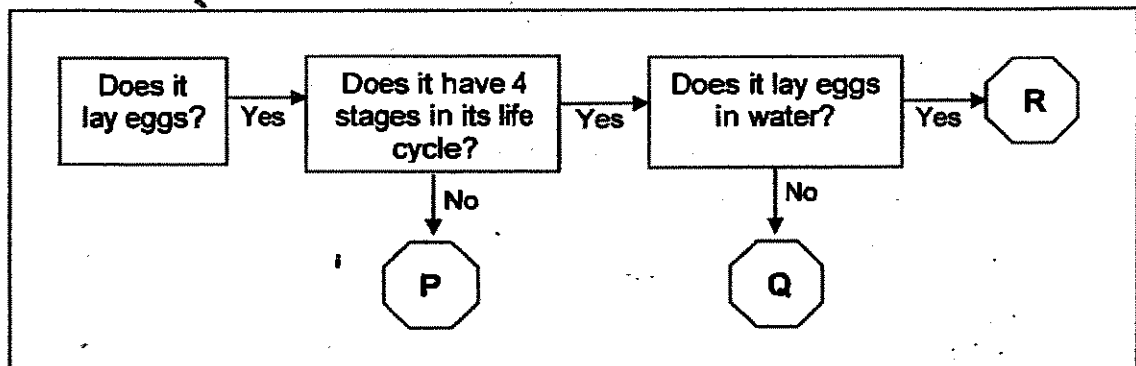 Does it
lay eggs?
Yes
Does it have 4
stages in its life
cycle?
Yes
Does it lay eggs
in water?
Yes
R
No
P
No
Q